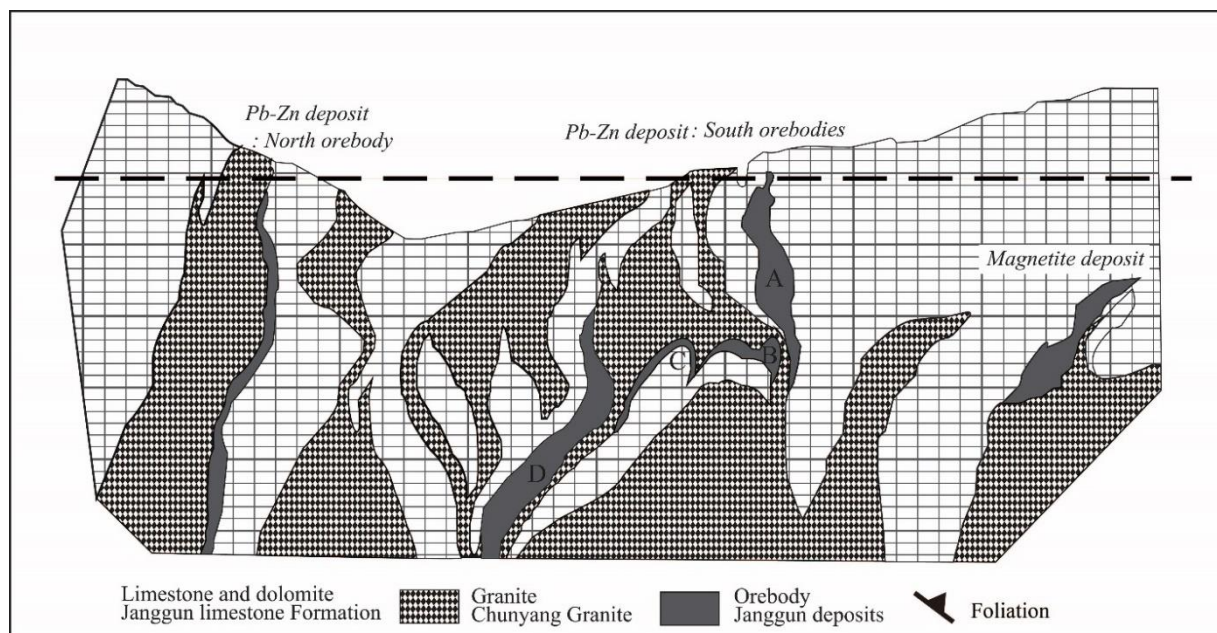 Pb-Zn deposit
: North orebody
Pb-Zn deposit : South orebodies
Magnetite deposit
A
B
C
D
Limestone and dolomite
Janggun limestone Formation
Granite
Chunyang Granite
Orebody
Janggun deposits
Foliation